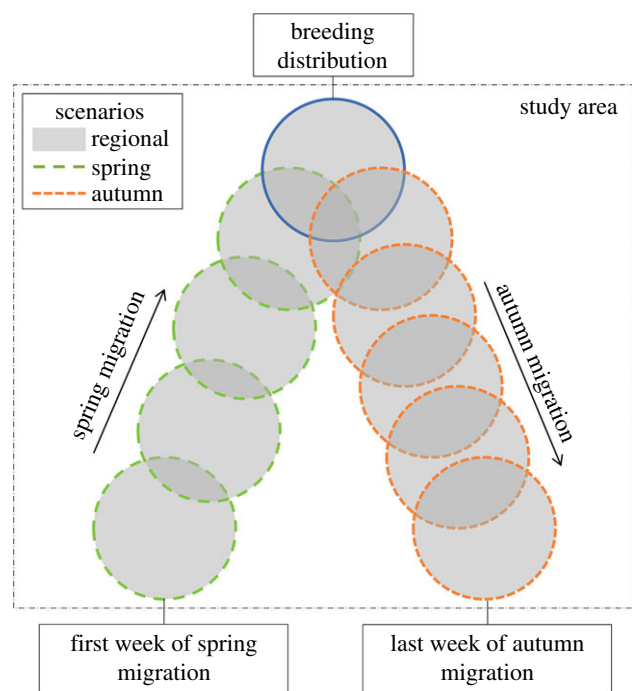 breeding
distribution
study area
scenarios
regional
spring
autumn
spring migration
autumn migration
first week of spring
migration
last week of autumn
migration